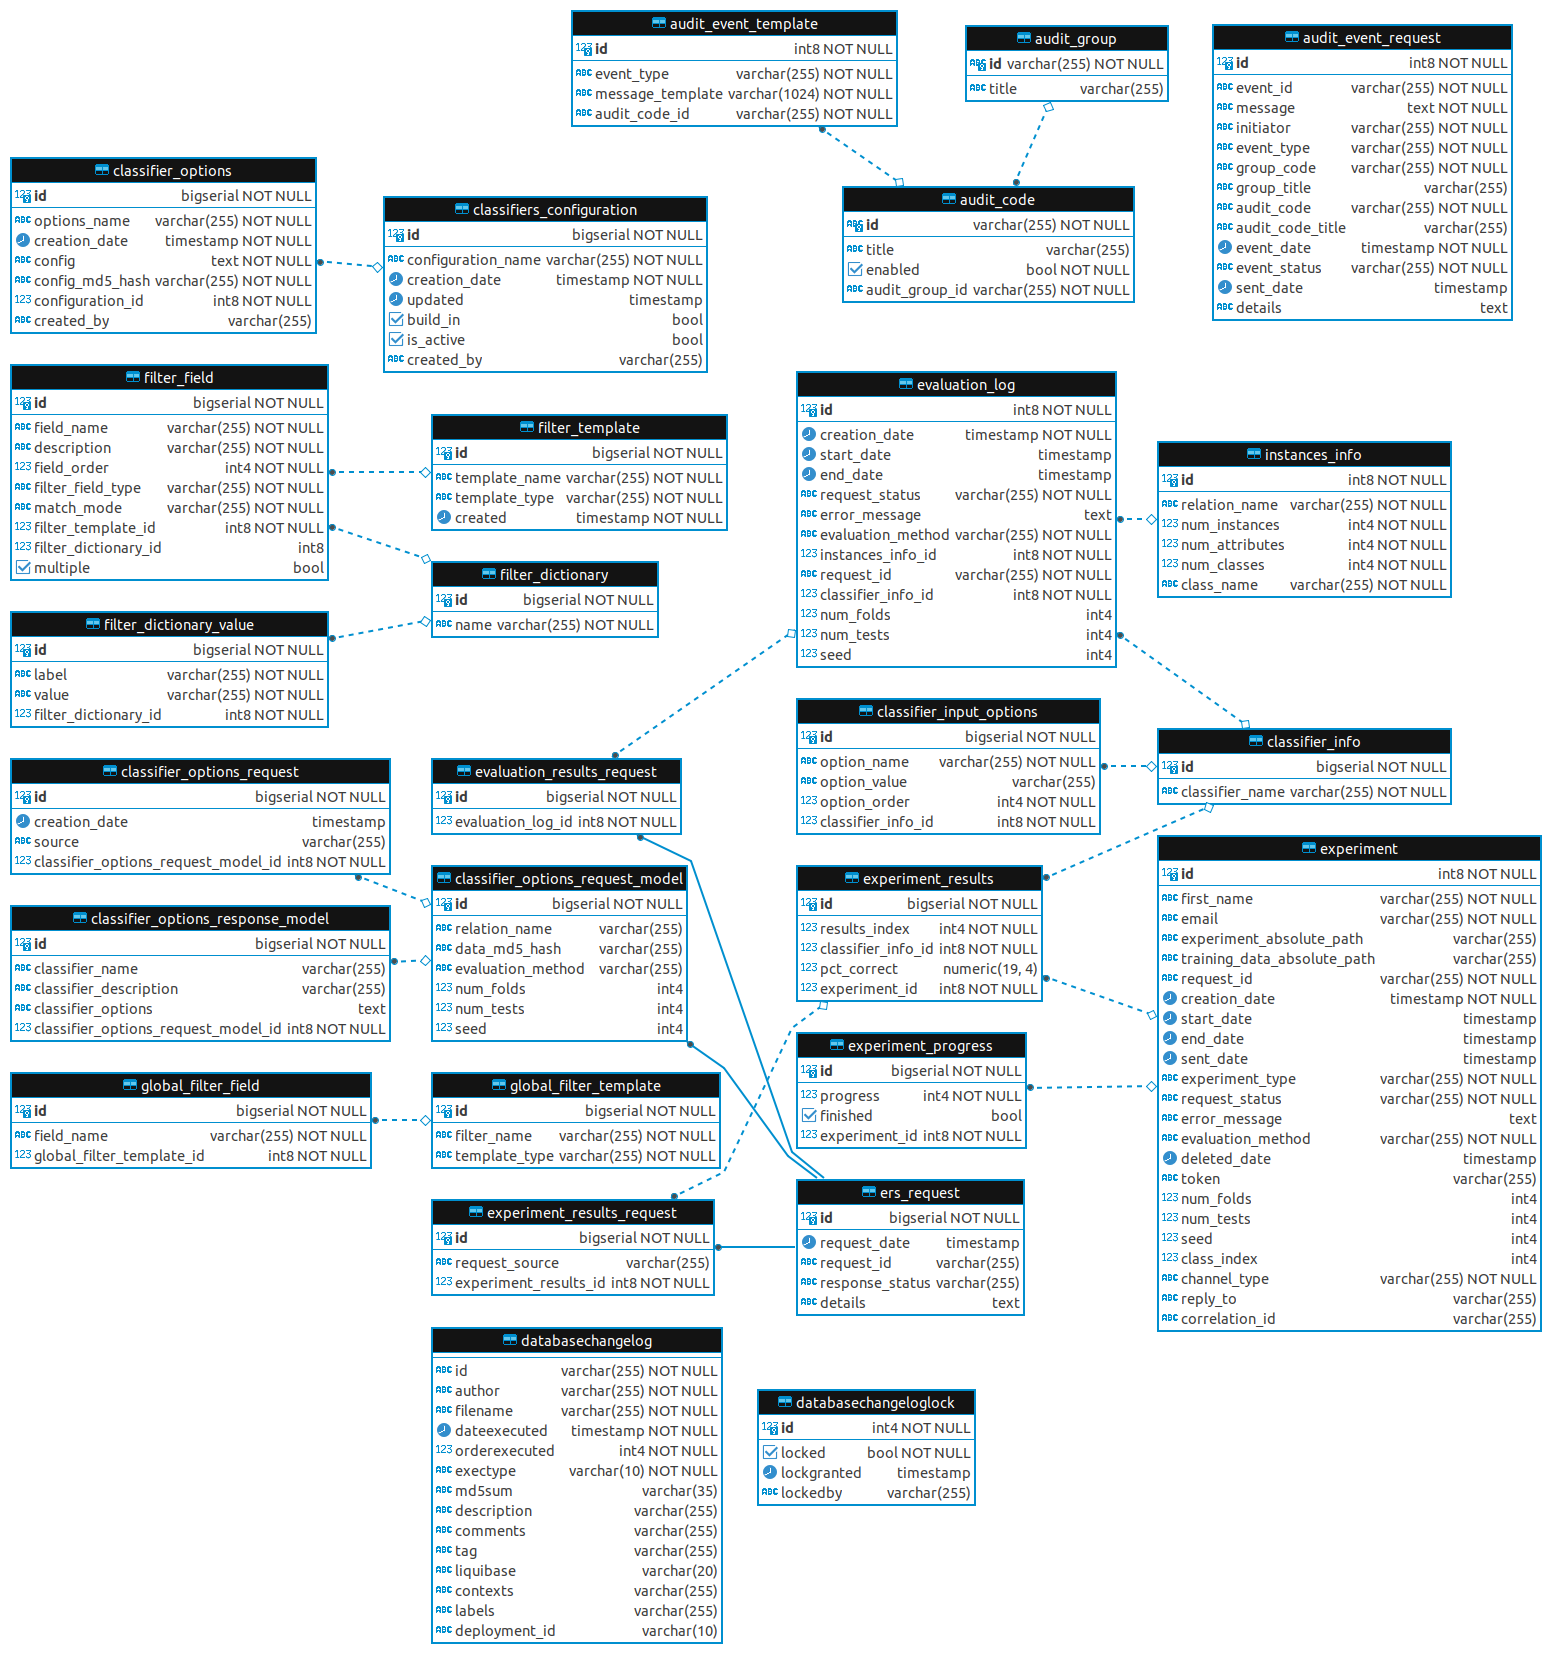 audit_event_template
id int8 NOT NULL
event_type varchar(255) NOT NULL
message_template varchar(1024) NOT NULL
audit_code_id varchar(255) NOT NULL
audit_group
id varchar(255) NOT NULL
title varchar(255)
audit_event_request
id int8 NOT NULL
event_id varchar(255) NOT NULL
message text NOT NULL
initiator varchar(255) NOT NULL
event_type varchar(255) NOT NULL
group_code varchar(255) NOT NULL
group_title varchar(255)
audit_code varchar(255) NOT NULL
audit_code_title varchar(255)
event_date timestamp NOT NULL
event_status varchar(255) NOT NULL
sent_date timestamp
details text
classifier_options
id bigserial NOT NULL
options_name varchar(255) NOT NULL
creation_date timestamp NOT NULL
config text NOT NULL
config_md5_hash varchar(255) NOT NULL
configuration_id int8 NOT NULL
created_by varchar(255)
classifiers_configuration
id bigserial NOT NULL
configuration_name varchar(255) NOT NULL
creation_date timestamp NOT NULL
updated timestamp
build_in bool
is_active bool
created_by varchar(255)
audit_code
id varchar(255) NOT NULL
title varchar(255)
enabled bool NOT NULL
audit_group_id varchar(255) NOT NULL
filter_field
id bigserial NOT NULL
field_name varchar(255) NOT NULL
description varchar(255) NOT NULL
field_order int4 NOT NULL
filter_field_type varchar(255) NOT NULL
match_mode varchar(255) NOT NULL
filter_template_id int8 NOT NULL
filter_dictionary_id int8
multiple bool
filter_template
id bigserial NOT NULL
template_name varchar(255) NOT NULL
template_type varchar(255) NOT NULL
created timestamp NOT NULL
filter_dictionary
id bigserial NOT NULL
name varchar(255) NOT NULL
filter_dictionary_value
id bigserial NOT NULL
label varchar(255) NOT NULL
value varchar(255) NOT NULL
filter_dictionary_id int8 NOT NULL
evaluation_log
id int8 NOT NULL
creation_date timestamp NOT NULL
start_date timestamp
end_date timestamp
request_status varchar(255) NOT NULL
error_message text
evaluation_method varchar(255) NOT NULL
instances_info_id int8 NOT NULL
request_id varchar(255) NOT NULL
classifier_info_id int8 NOT NULL
num_folds int4
num_tests int4
seed int4
instances_info
id int8 NOT NULL
relation_name varchar(255) NOT NULL
num_instances int4 NOT NULL
num_attributes int4 NOT NULL
num_classes int4 NOT NULL
class_name varchar(255) NOT NULL
classifier_input_options
id bigserial NOT NULL
option_name varchar(255) NOT NULL
option_value varchar(255)
option_order int4 NOT NULL
classifier_info_id int8 NOT NULL
classifier_info
id bigserial NOT NULL
classifier_name varchar(255) NOT NULL
classifier_options_request
id bigserial NOT NULL
creation_date timestamp
source varchar(255)
classifier_options_request_model_id int8 NOT NULL
evaluation_results_request
id bigserial NOT NULL
evaluation_log_id int8 NOT NULL
classifier_options_request_model
id bigserial NOT NULL
relation_name varchar(255)
data_md5_hash varchar(255)
evaluation_method varchar(255)
num_folds int4
num_tests int4
seed int4
classifier_options_response_model
id bigserial NOT NULL
classifier_name varchar(255)
classifier_description varchar(255)
classifier_options text
classifier_options_request_model_id int8 NOT NULL
experiment_results
id bigserial NOT NULL
results_index int4 NOT NULL
classifier_info_id int8 NOT NULL
pct_correct numeric(19, 4)
experiment_id int8 NOT NULL
experiment
id int8 NOT NULL
first_name varchar(255) NOT NULL
email varchar(255) NOT NULL
experiment_absolute_path varchar(255)
training_data_absolute_path varchar(255)
request_id varchar(255) NOT NULL
creation_date timestamp NOT NULL
start_date timestamp
end_date timestamp
sent_date timestamp
experiment_type varchar(255) NOT NULL
request_status varchar(255) NOT NULL
error_message text
evaluation_method varchar(255) NOT NULL
deleted_date timestamp
token varchar(255)
num_folds int4
num_tests int4
seed int4
class_index int4
channel_type varchar(255) NOT NULL
reply_to varchar(255)
correlation_id varchar(255)
experiment_progress
id bigserial NOT NULL
progress int4 NOT NULL
finished bool
experiment_id int8 NOT NULL
global_filter_field
id bigserial NOT NULL
field_name varchar(255) NOT NULL
global_filter_template_id int8 NOT NULL
global_filter_template
id bigserial NOT NULL
filter_name varchar(255) NOT NULL
template_type varchar(255) NOT NULL
experiment_results_request
id bigserial NOT NULL
request_source varchar(255)
experiment_results_id int8 NOT NULL
ers_request
id bigserial NOT NULL
request_date timestamp
request_id varchar(255)
response_status varchar(255)
details text
databasechangelog
id varchar(255) NOT NULL
author varchar(255) NOT NULL
filename varchar(255) NOT NULL
dateexecuted timestamp NOT NULL
orderexecuted int4 NOT NULL
exectype varchar(10) NOT NULL
md5sum varchar(35)
description varchar(255)
comments varchar(255)
tag varchar(255)
liquibase varchar(20)
contexts varchar(255)
labels varchar(255)
deployment_id varchar(10)
databasechangeloglock
id int4 NOT NULL
locked bool NOT NULL
lockgranted timestamp
lockedby varchar(255)